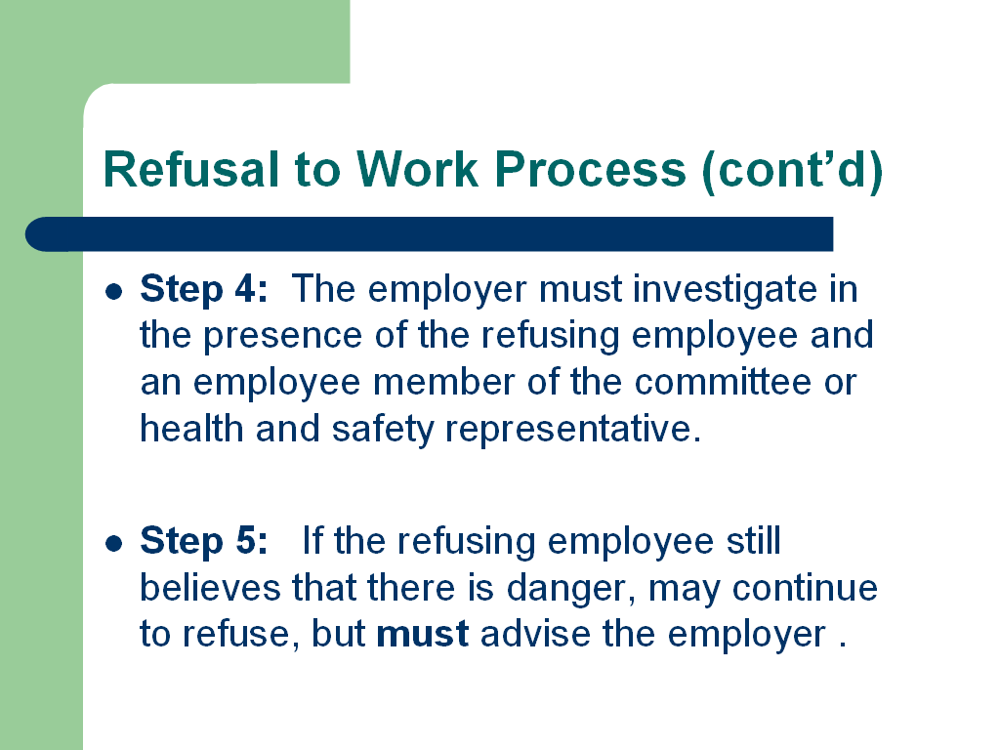 Refusal to Work Process (cont’d)
● Step 4:  The employer must investigate in
the presence of the refusing employee and
an employee member of the committee or
health and safety representative.
● Step 5:   If the refusing employee still
believes that there is danger, may continue
to refuse, but must advise the employer .